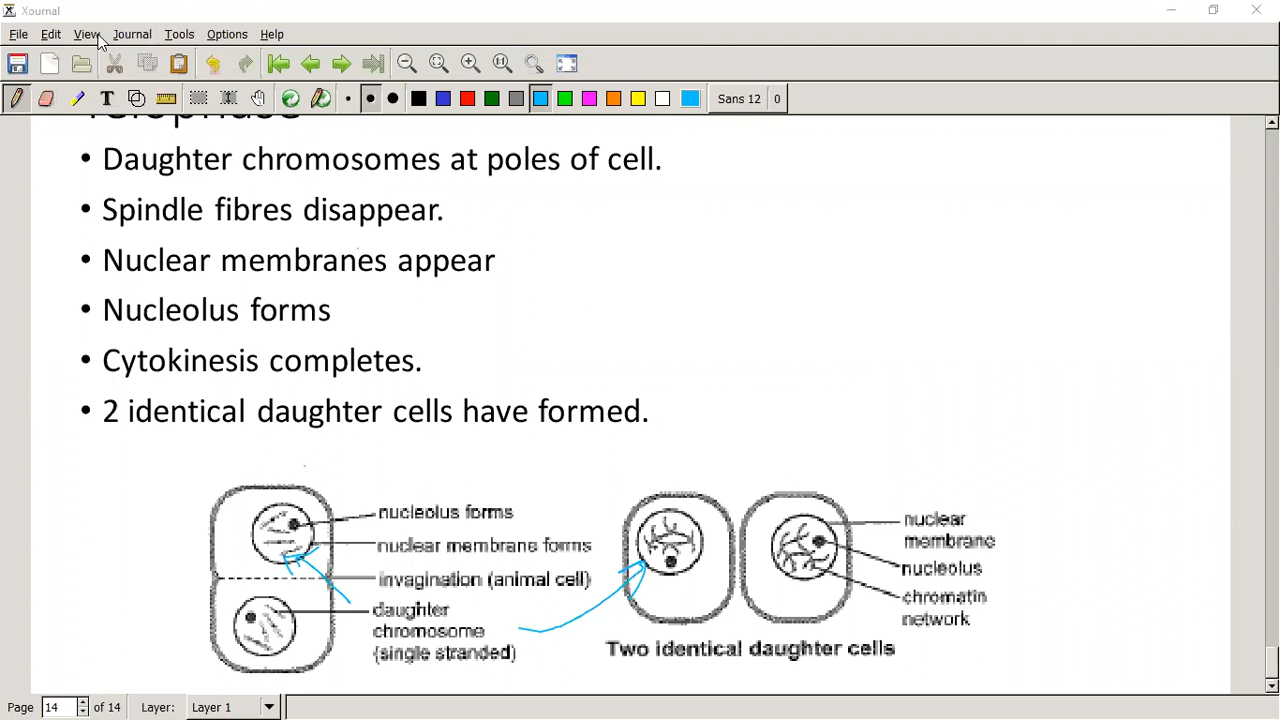 Xournal
File Edit View Journal Tools Options Help
Sans 12 0
Telophase
• Daughter chromosomes at poles of cell.
• Spindle fibres disappear.
• Nuclear membranes appear
• Nucleolus forms
• Cytokinesis completes.
• 2 identical daughter cells have formed.
nucleolus forms
nuclear membrane forms
invagination (animal cell)
daughter
chromosome
(single stranded)
nuclear
membrane
nucleolus
chromatin
network
Two identical daughter cells
Page 14 of 14 Layer: Layer 1